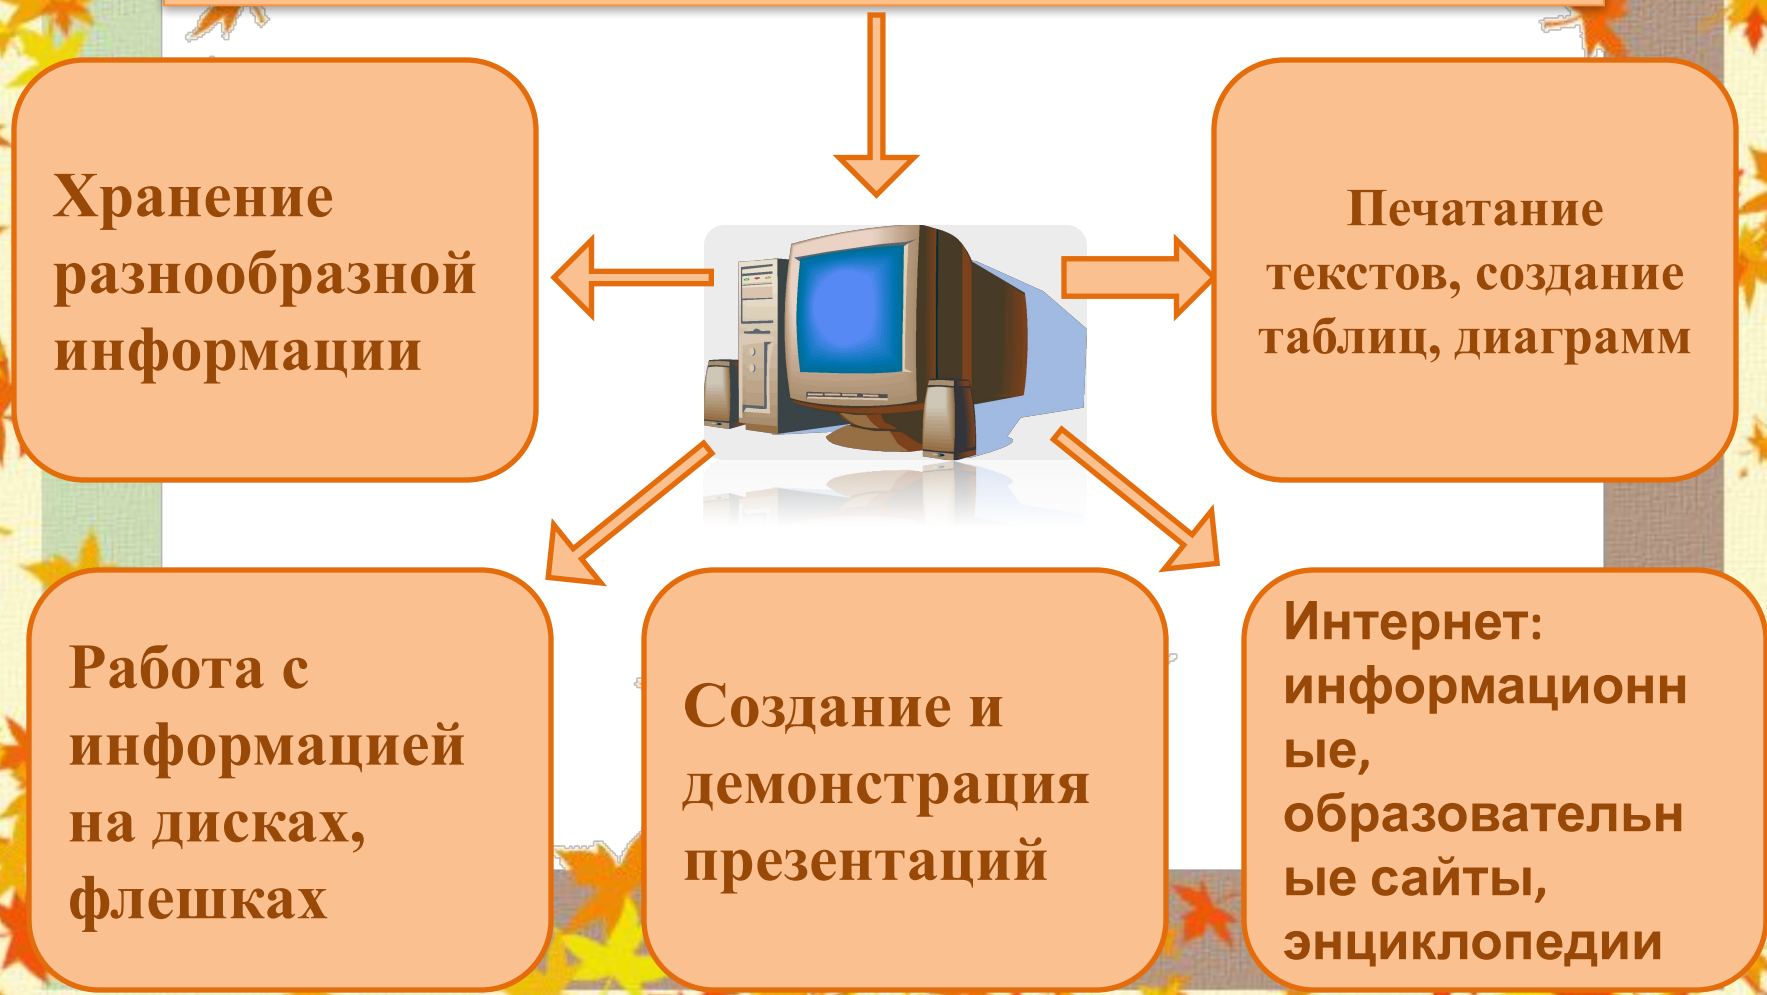 Хранение
разнообразной
информации
Печатание
текстов, создание
таблиц, диаграмм
Работа с
информацией
на дисках,
флешках
Создание и
демонстрация
презентаций
Интернет:
информационн
ые,
образовательн
ые сайты,
энциклопедии